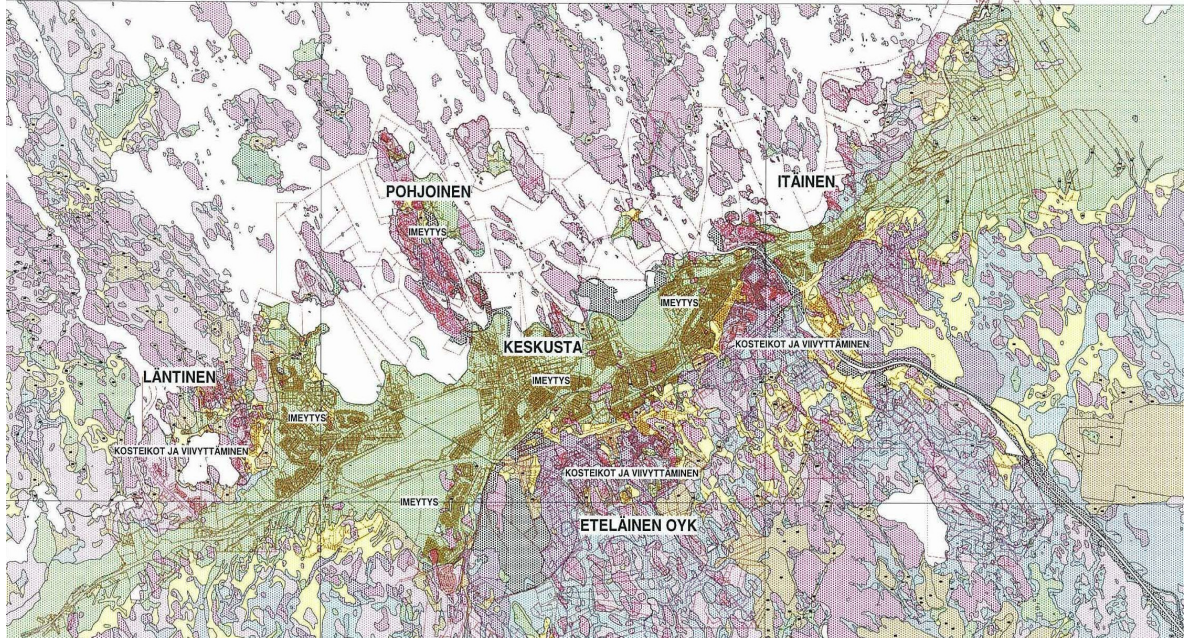 ITÄINEN
POHJOINEN
IMEYTYS
IMEYTYS
KESKUSTA
KOSTEIKOT JA VIIVYTTÄMINEN
LÄNTINEN
IMEYTYS
IMEYTYS
KOSTEIKOT JA VIIVYTTÄMINEN
KOSTEIKOT JA VIIVYTTÄMINEN
IMEYTYS
ETELÄINEN OYK